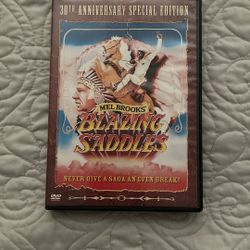 30TH ANNIVERSARY SPECIAL EDITION
MEL BROOKS'
BLAZING
SADDLES
NEVER GIVE A SAGA AN EVEN BREAK!
DVD